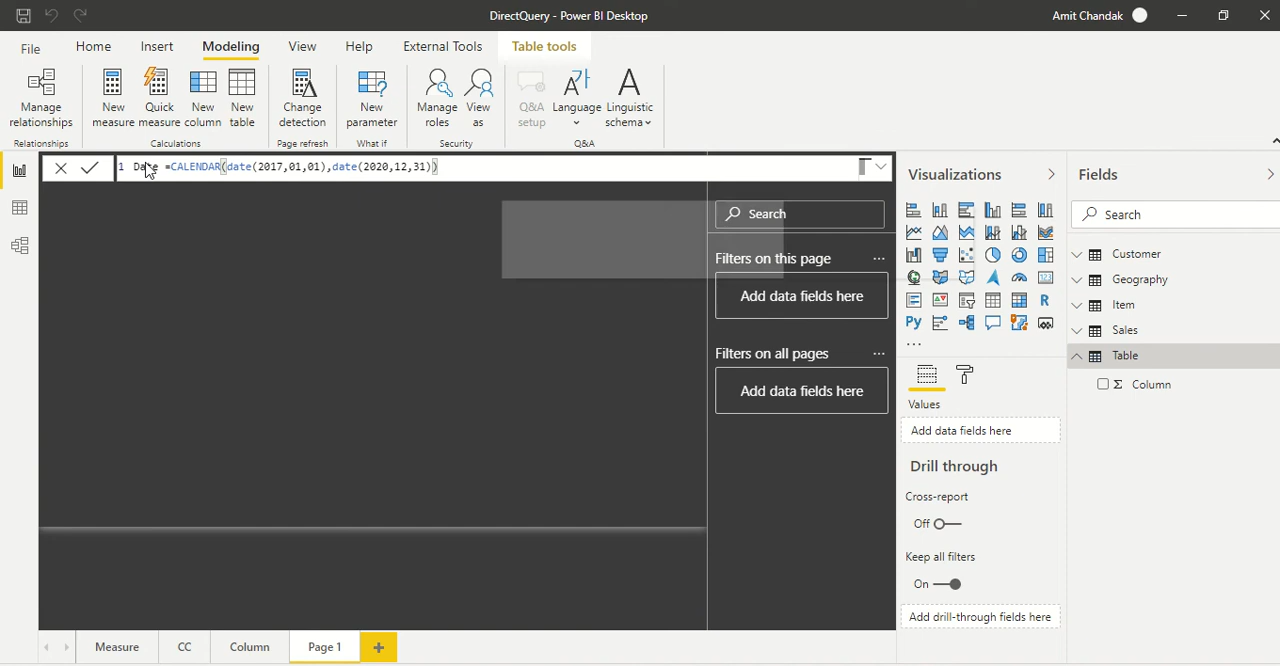 DirectQuery - Power BI Desktop
Amit Chandak
File
Home
Insert
Modeling
View
Help
External Tools
Table tools
Manage relationships
New measure
Quick measure
New column
New table
Change detection
New parameter
Manage roles
View as
Q&A setup
Language
Linguistic schema
Relationships
Calculations
Page refresh
What if
Security
Q&A
1 Date =CALENDAR(date(2017,01,01),date(2020,12,31))
Search
Filters on this page
...
Add data fields here
Filters on all pages
...
Add data fields here
Visualizations
R
Py
...
Values
Add data fields here
Drill through
Cross-report
Off
Keep all filters
On
Add drill-through fields here
Fields
Search
Customer
Geography
Item
Sales
Table
Σ Column
Measure
CC
Column
Page 1
+